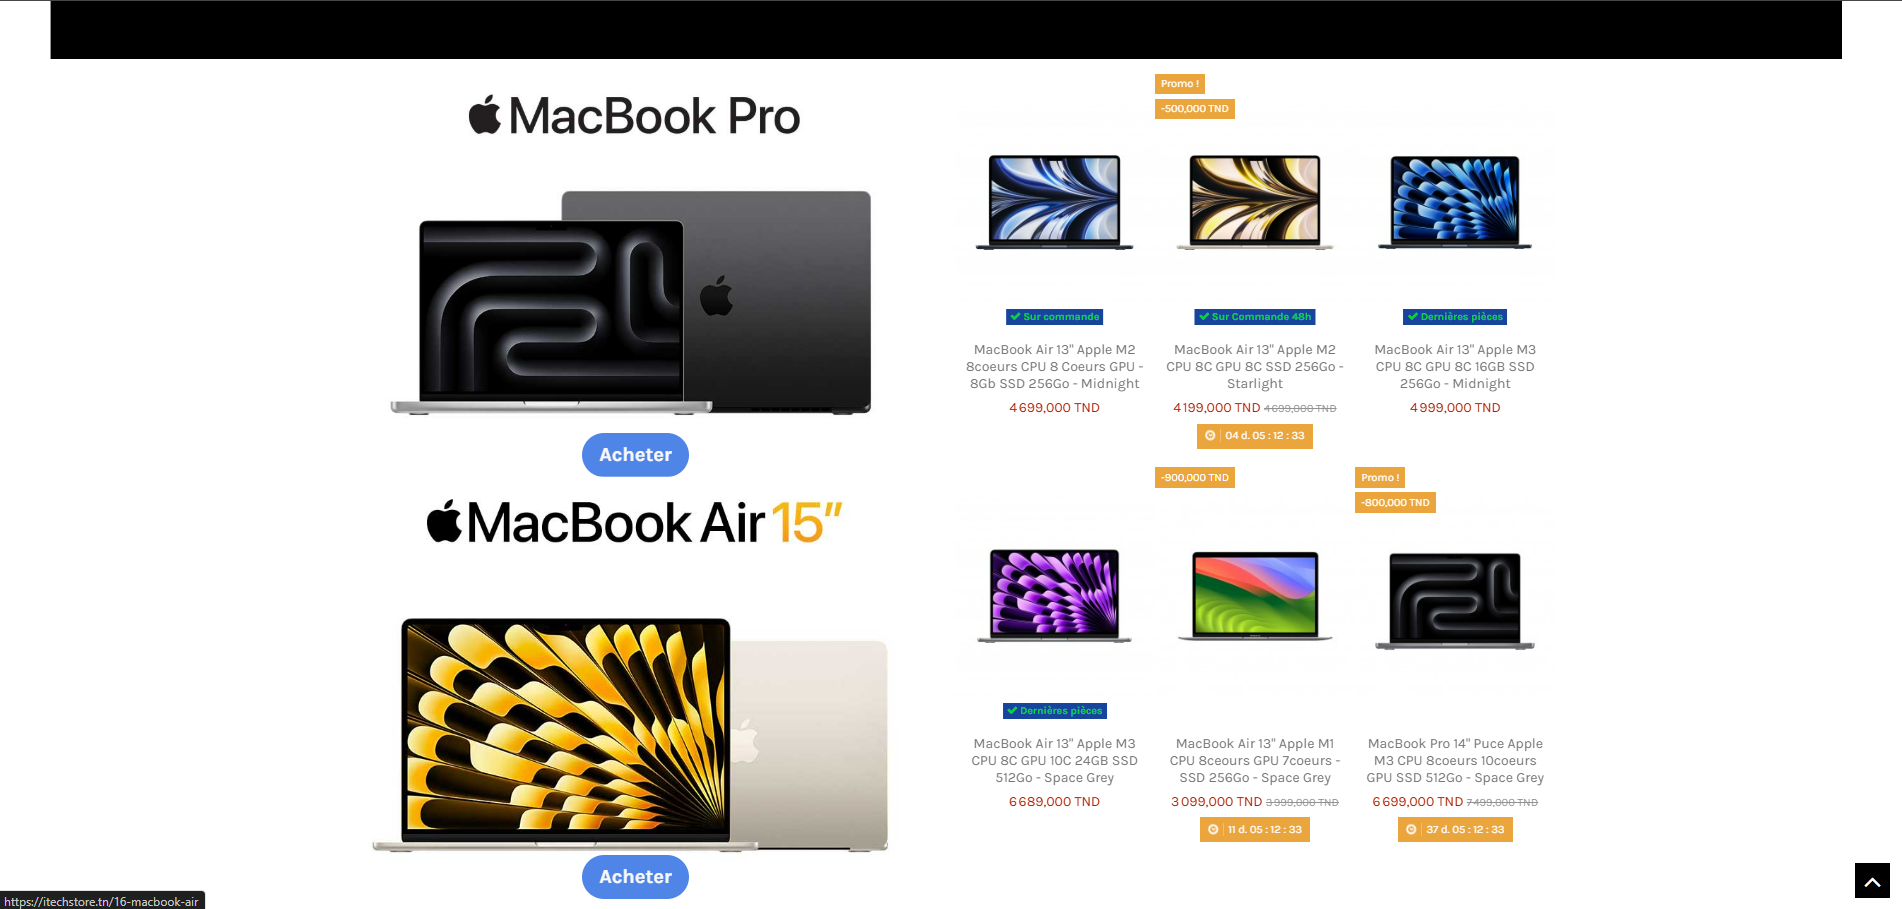 MacBook Pro
Acheter
MacBook Air 15"
Acheter
Sur commande
MacBook Air 13" Apple M2
8coeurs CPU 8 Coeurs GPU -
8Gb SSD 256Go - Midnight
4 699,000 TND
Promo !
-500,000 TND
Sur Commande 48h
MacBook Air 13" Apple M2
CPU 8C GPU 8C SSD 256Go -
Starlight
4 199,000 TND 4 699,000 TND
04 d. 05 : 12 : 33
Dernières pièces
MacBook Air 13" Apple M3
CPU 8C GPU 8C 16GB SSD
256Go - Midnight
4 999,000 TND
Dernières pièces
MacBook Air 13" Apple M3
CPU 8C GPU 10C 24GB SSD
512Go - Space Grey
6 689,000 TND
-900,000 TND
MacBook Air 13" Apple M1
CPU 8ceours GPU 7coeurs -
SSD 256Go - Space Grey
3 099,000 TND 3 999,000 TND
11 d. 05 : 12 : 33
Promo !
-800,000 TND
MacBook Pro 14" Puce Apple
M3 CPU 8coeurs 10coeurs
GPU SSD 512Go - Space Grey
6 699,000 TND 7 499,000 TND
37 d. 05 : 12 : 33
https://itechstore.tn/16-macbook-air